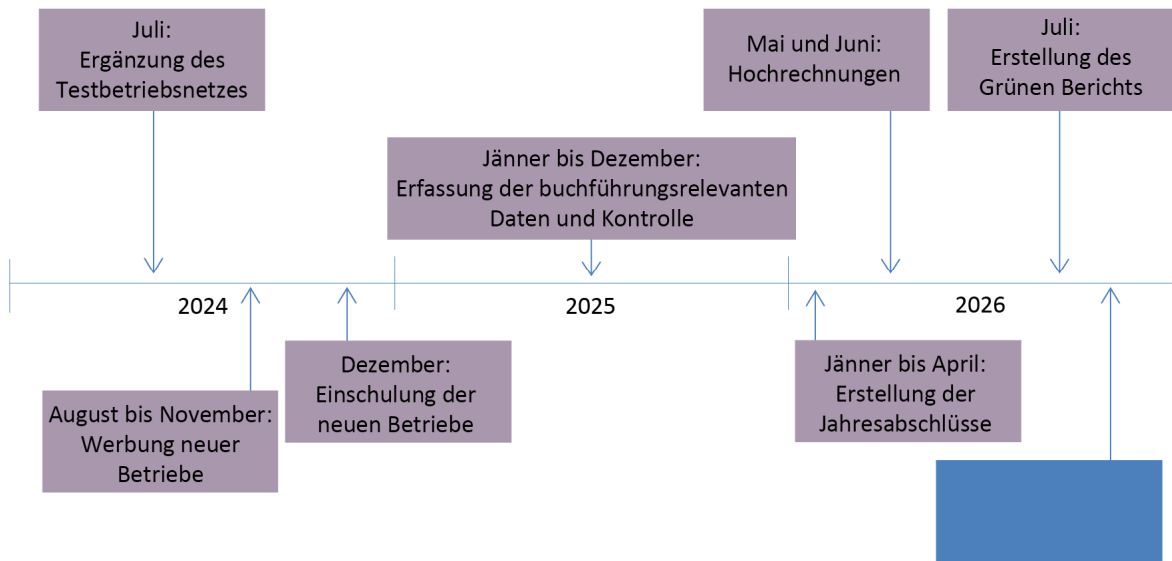 Juli:
Ergänzung des
Testbetriebsnetzes
Mai und Juni:
Hochrechnungen
Juli:
Erstellung des
Grünen Berichts
Jänner bis Dezember:
Erfassung der buchführungsrelevanten
Daten und Kontrolle
2024
2025
2026
August bis November:
Werbung neuer
Betriebe
Dezember:
Einschulung der
neuen Betriebe
Jänner bis April:
Erstellung der
Jahresabschlüsse